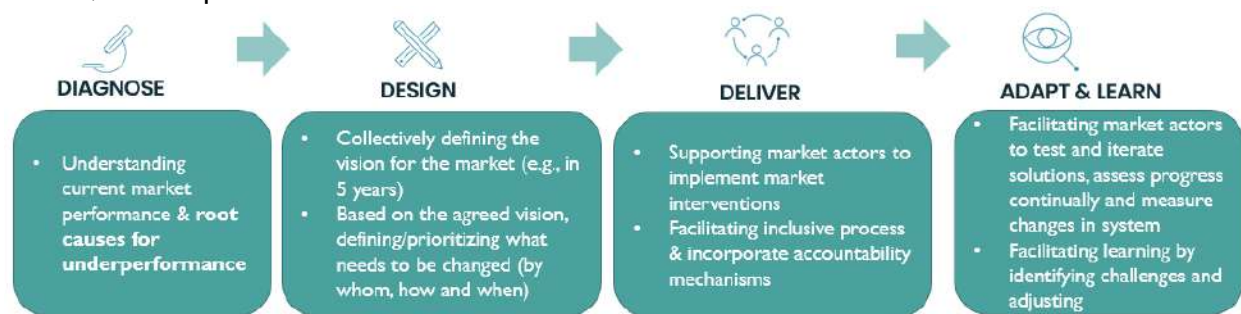 DIAGNOSE
• Understanding
current market
performance & root
causes for
underperformance
DESIGN
• Collectively defining the
vision for the market (e.g., in
5 years)
• Based on the agreed vision,
defining/prioritizing what
needs to be changed (by
whom, how and when)
DELIVER
• Supporting market actors to
implement market
interventions
• Facilitating inclusive process
& incorporate accountability
mechanisms
ADAPT & LEARN
• Facilitating market actors
to test and iterate
solutions, assess progress
continually and measure
changes in system
• Facilitating learning by
identifying challenges and
adjusting